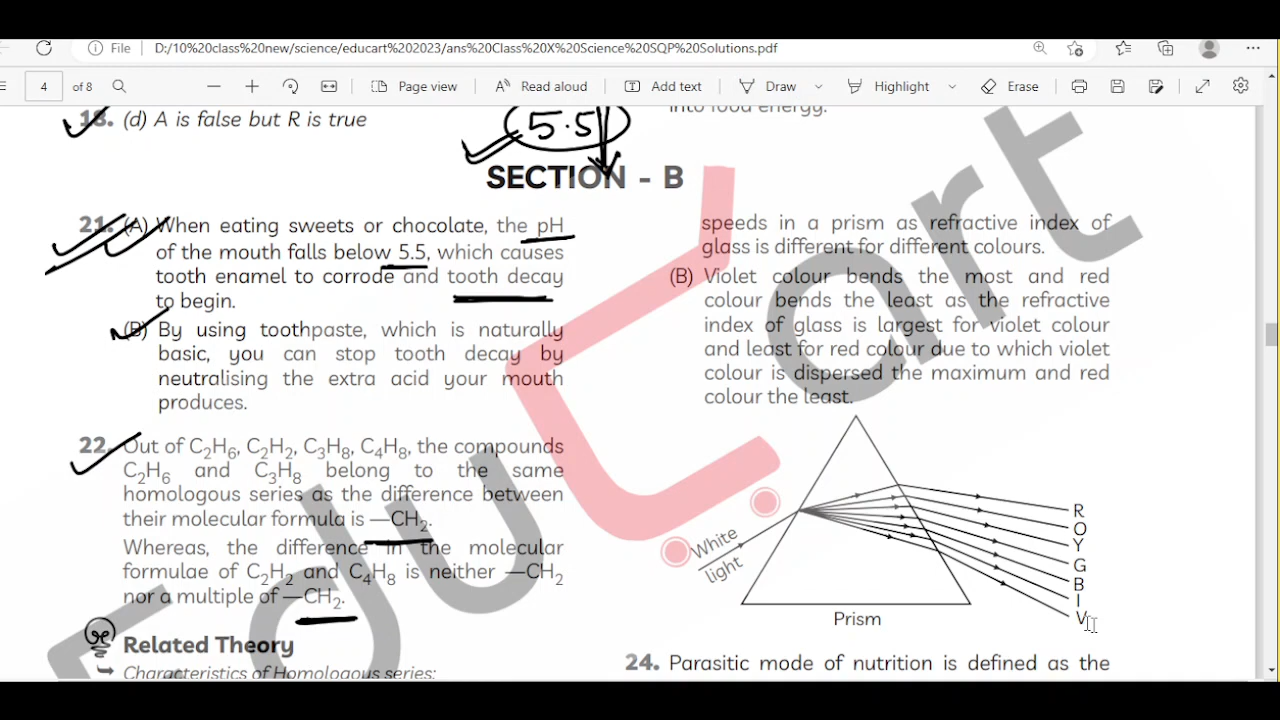 File
D:/10%20class%20new/science/educart%202023/ans%20Class%20X%20Science%20SQP%20Solutions.pdf
4 of 8
Page view
Read aloud
Add text
Draw
Highlight
Erase
18. (d) A is false but R is true
5.5
into food energy.
SECTION - B
21. (A) When eating sweets or chocolate, the pH
of the mouth falls below 5.5, which causes
tooth enamel to corrode and tooth decay
to begin.
(B) By using toothpaste, which is naturally
basic, you can stop tooth decay by
neutralising the extra acid your mouth
produces.
22. Out of C₂H₆, C₂H₂, C₃H₈, C₄H₈, the compounds
C₂H₆ and C₃H₈ belong to the same
homologous series as the difference between
their molecular formula is —CH₂.
Whereas, the difference in the molecular
formulae of C₂H₂ and C₄H₈ is neither —CH₂
nor a multiple of —CH₂.
Related Theory
Characteristics of Homologous series:
speeds in a prism as refractive index of
glass is different for different colours.
(B) Violet colour bends the most and red
colour bends the least as the refractive
index of glass is largest for violet colour
and least for red colour due to which violet
colour is dispersed the maximum and red
colour the least.
White
light
R
O
Y
G
B
I
V
Prism
24. Parasitic mode of nutrition is defined as the
Educart